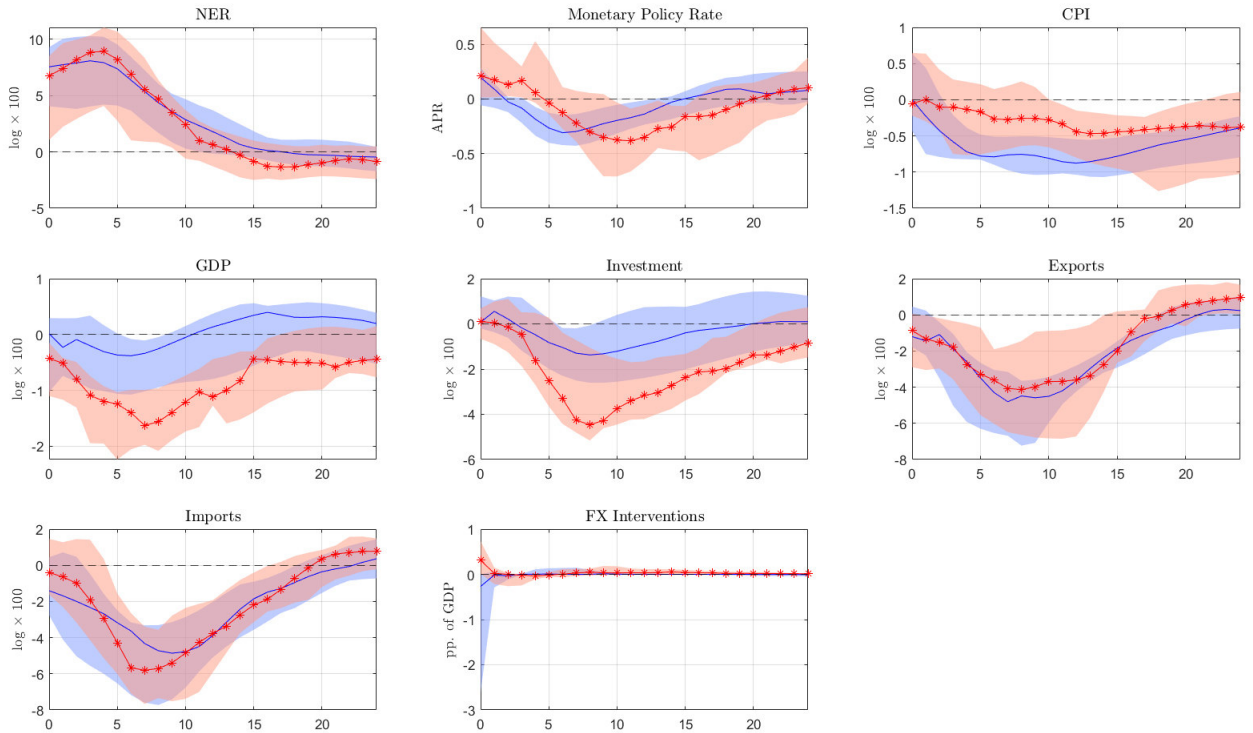 NER
log × 100
10
5
0
-5
0 5 10 15 20
Monetary Policy Rate
APR
0.5
0
-0.5
-1
0 5 10 15 20
CPI
log × 100
1
0.5
0
-0.5
-1
-1.5
0 5 10 15 20
GDP
log × 100
1
0
-1
-2
0 5 10 15 20
Investment
log × 100
2
0
-2
-4
-6
0 5 10 15 20
Exports
log × 100
2
0
-2
-4
-6
-8
0 5 10 15 20
Imports
log × 100
2
0
-2
-4
-6
-8
0 5 10 15 20
FX Interventions
pp. of GDP
1
0
-1
-2
-3
0 5 10 15 20